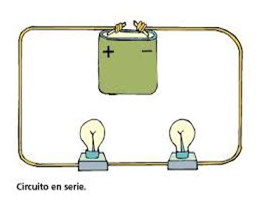 + −
Circuito en serie.